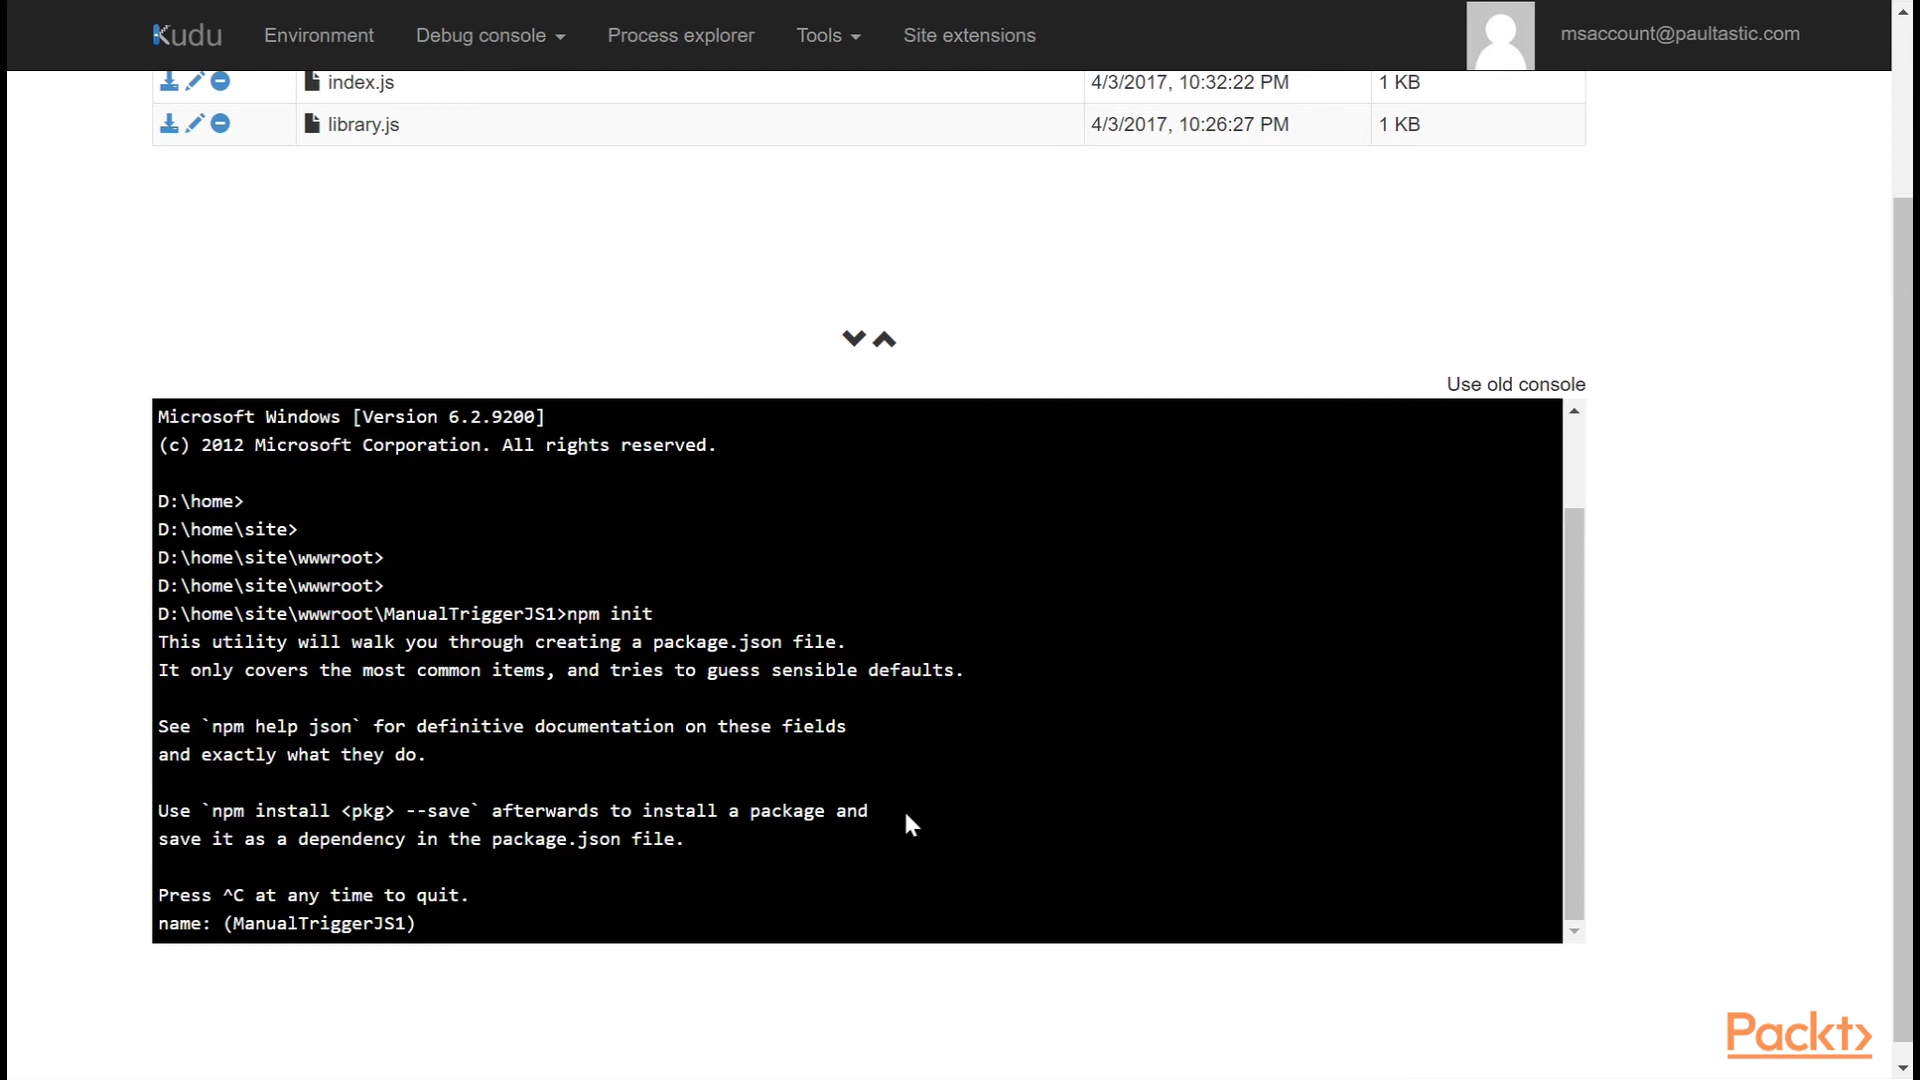 Kudu Environment Debug console Process explorer Tools Site extensions msaccount@paultastic.com
index.js 4/3/2017, 10:32:22 PM 1 KB
library.js 4/3/2017, 10:26:27 PM 1 KB
Use old console
Microsoft Windows [Version 6.2.9200]
(c) 2012 Microsoft Corporation. All rights reserved.
D:\home>
D:\home\site>
D:\home\site\wwwroot>
D:\home\site\wwwroot>
D:\home\site\wwwroot\ManualTriggerJS1>npm init
This utility will walk you through creating a package.json file.
It only covers the most common items, and tries to guess sensible defaults.
See `npm help json` for definitive documentation on these fields
and exactly what they do.
Use `npm install <pkg> --save` afterwards to install a package and
save it as a dependency in the package.json file.
Press ^C at any time to quit.
name: (ManualTriggerJS1)
Packt>